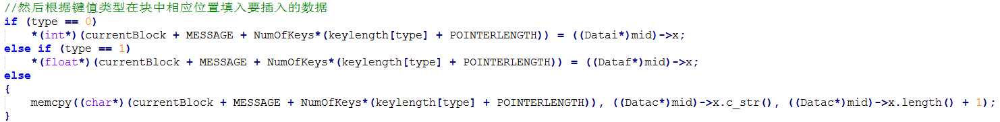 //然后根据键值类型在块中相应位置填入要插入的数据
if (type == 0)
    *(int*)(currentBlock + MESSAGE + NumOfKeys*(keylength[type] + POINTERLENGTH)) = ((Datai*)mid)->x;
else if (type == 1)
    *(float*)(currentBlock + MESSAGE + NumOfKeys*(keylength[type] + POINTERLENGTH)) = ((Dataf*)mid)->x;
else
{
    memcpy((char*)(currentBlock + MESSAGE + NumOfKeys*(keylength[type] + POINTERLENGTH)), ((Datac*)mid)->x.c_str(), ((Datac*)mid)->x.length() + 1);
}